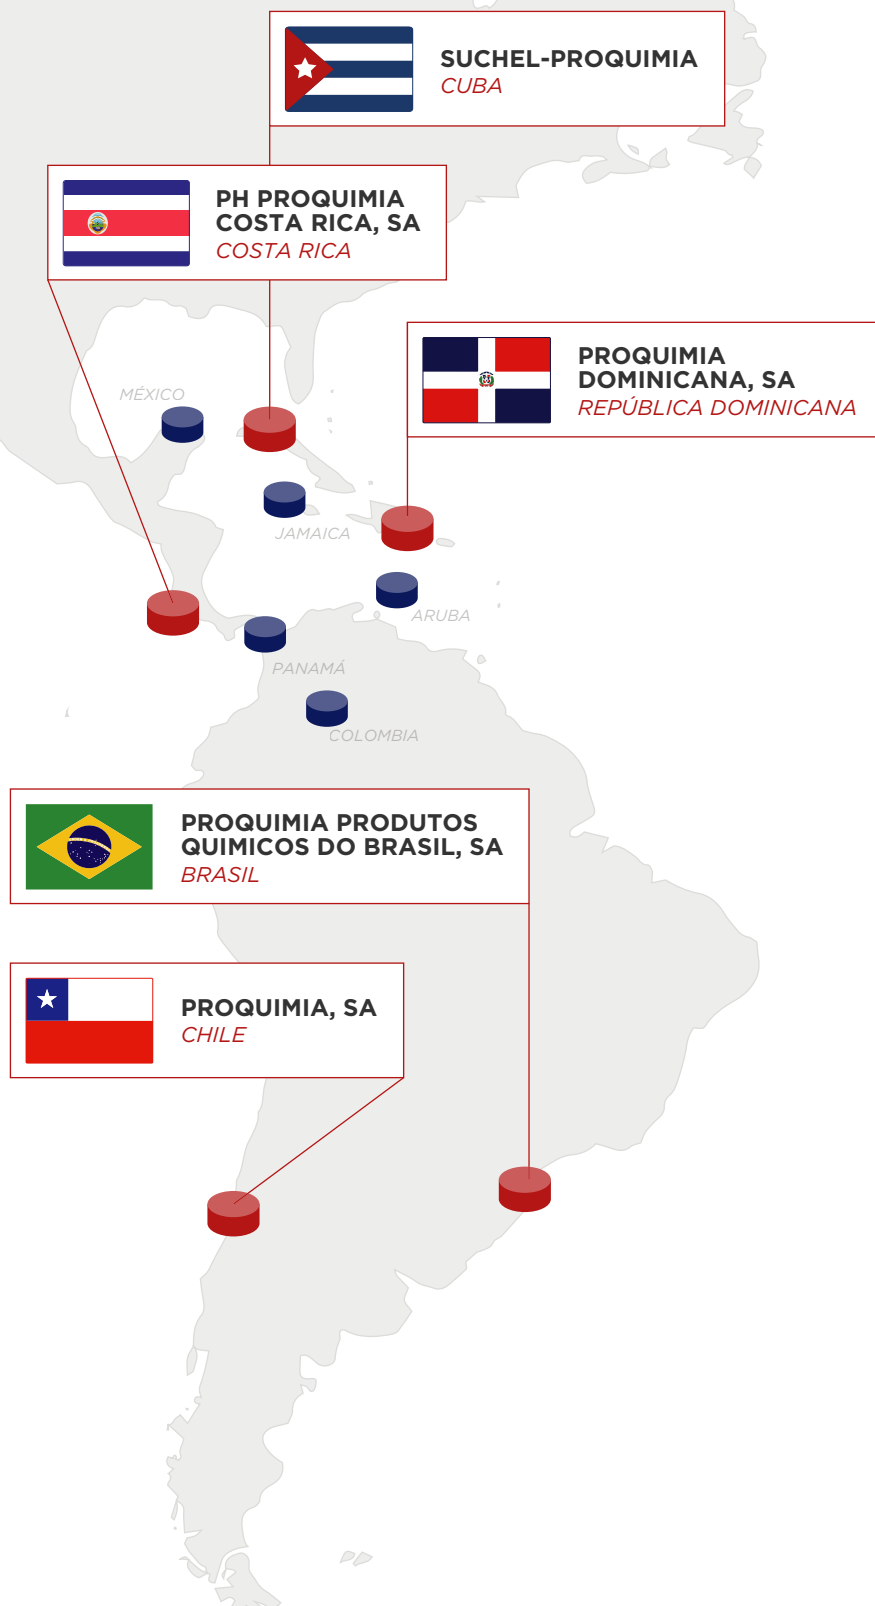 SUCHEL-PROQUIMIA
CUBA
PH PROQUIMIA
COSTA RICA, SA
COSTA RICA
PROQUIMIA
DOMINICANA, SA
REPÚBLICA DOMINICANA
MÉXICO
JAMAICA
ARUBA
PANAMÁ
COLOMBIA
PROQUIMIA PRODUTOS
QUIMICOS DO BRASIL, SA
BRASIL
PROQUIMIA, SA
CHILE